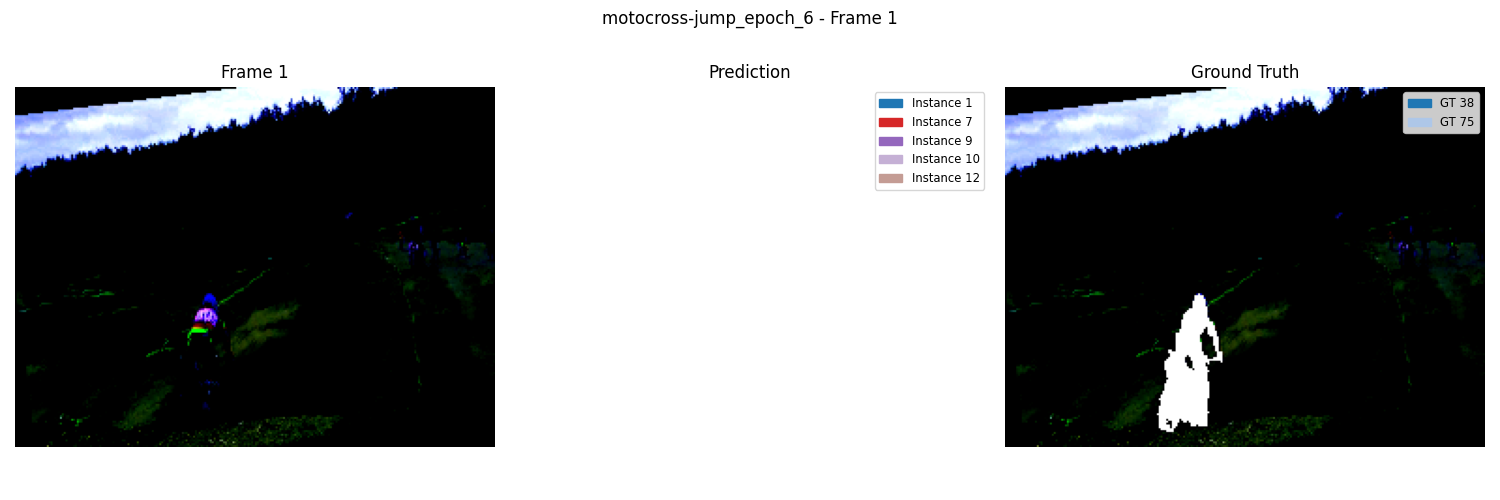 motocross-jump_epoch_6 - Frame 1
Frame 1
Prediction
Ground Truth
Instance 1
Instance 7
Instance 9
Instance 10
Instance 12
GT 38
GT 75